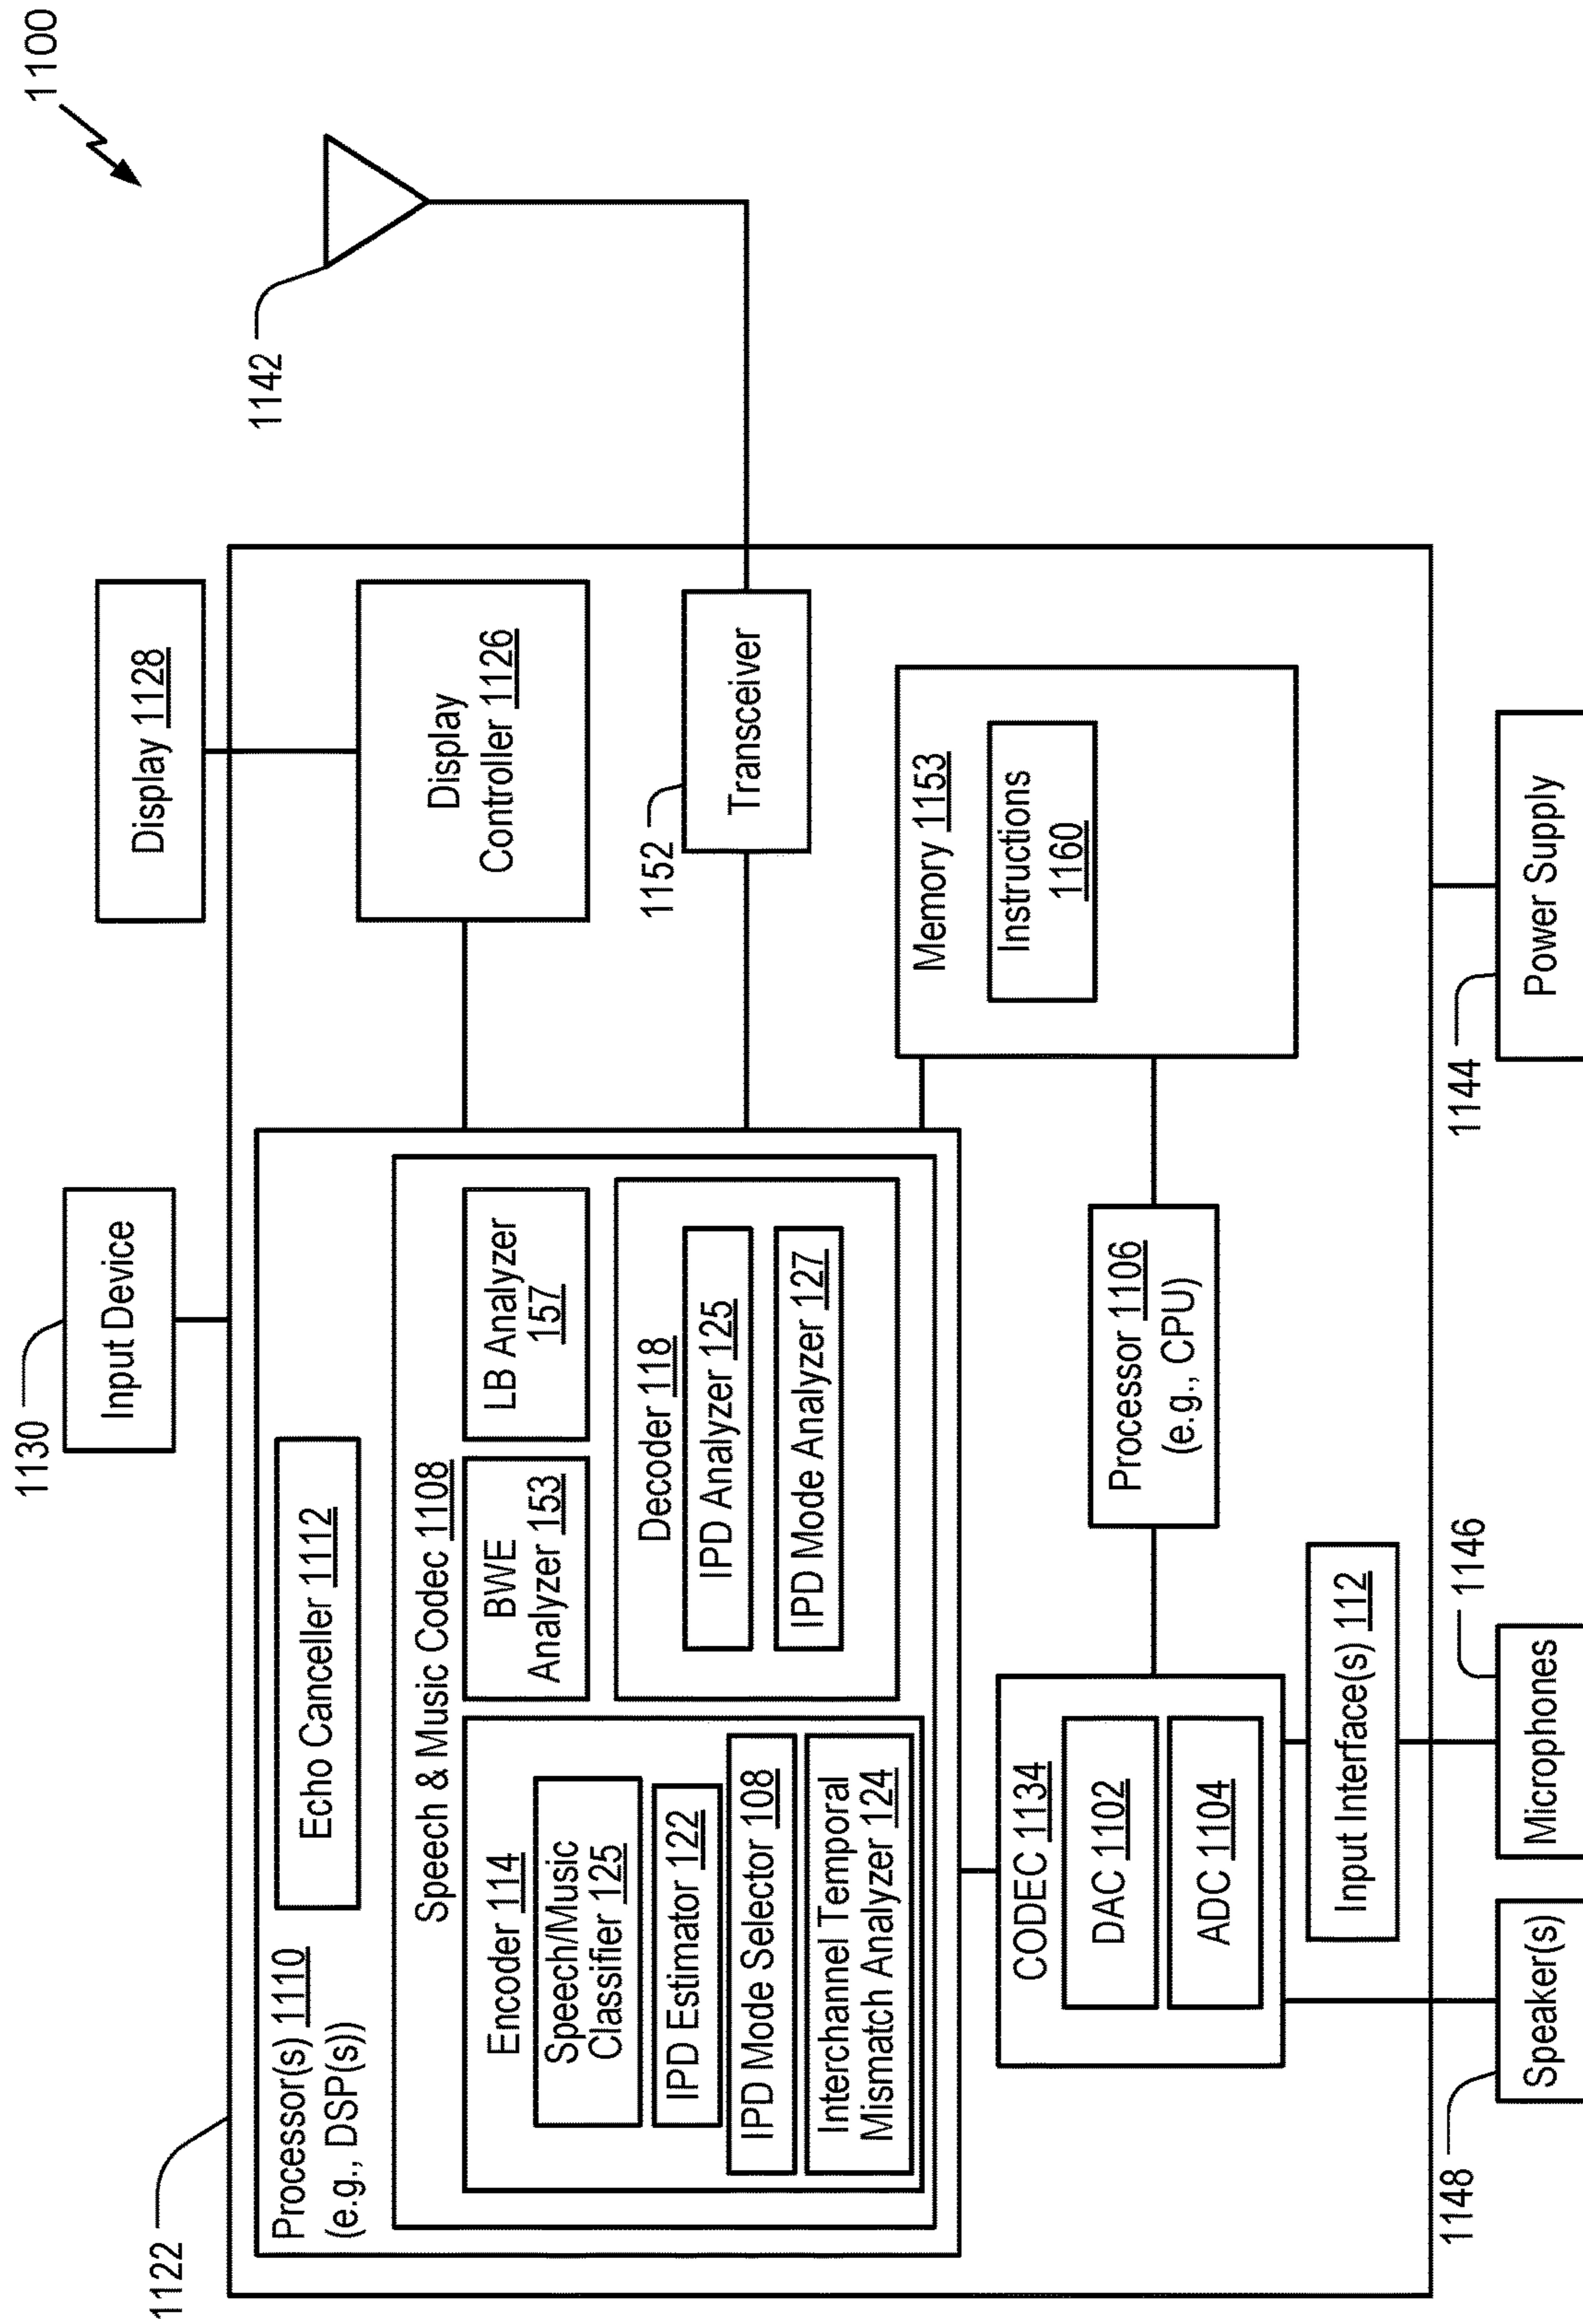 1100
1142
1130
Input Device
Display 1128
1122
Processor(s) 1110
(e.g., DSP(s))
Echo Canceller 1112
Display
Controller 1126
Speech & Music Codec 1108
Encoder 114
Speech/Music
Classifier 125
IPD Estimator 122
IPD Mode Selector 108
Interchannel Temporal
Mismatch Analyzer 124
BWE
Analyzer 153
LB Analyzer
157
Decoder 118
IPD Analyzer 125
IPD Mode Analyzer 127
1152
Transceiver
Memory 1153
Instructions
1160
CODEC 1134
DAC 1102
ADC 1104
Processor 1106
(e.g., CPU)
Input Interface(s) 112
1148
Speaker(s)
1146
Microphones
1144
Power Supply